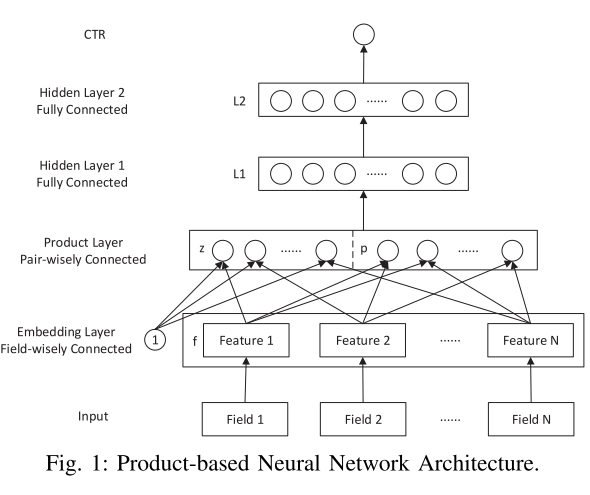 CTR
Hidden Layer 2
Fully Connected
L2
......
Hidden Layer 1
Fully Connected
L1
......
Product Layer
Pair-wisely Connected
z
......
p
......
Embedding Layer
Field-wisely Connected
1
f
Feature 1
Feature 2
......
Feature N
Input
Field 1
Field 2
......
Field N
Fig. 1: Product-based Neural Network Architecture.